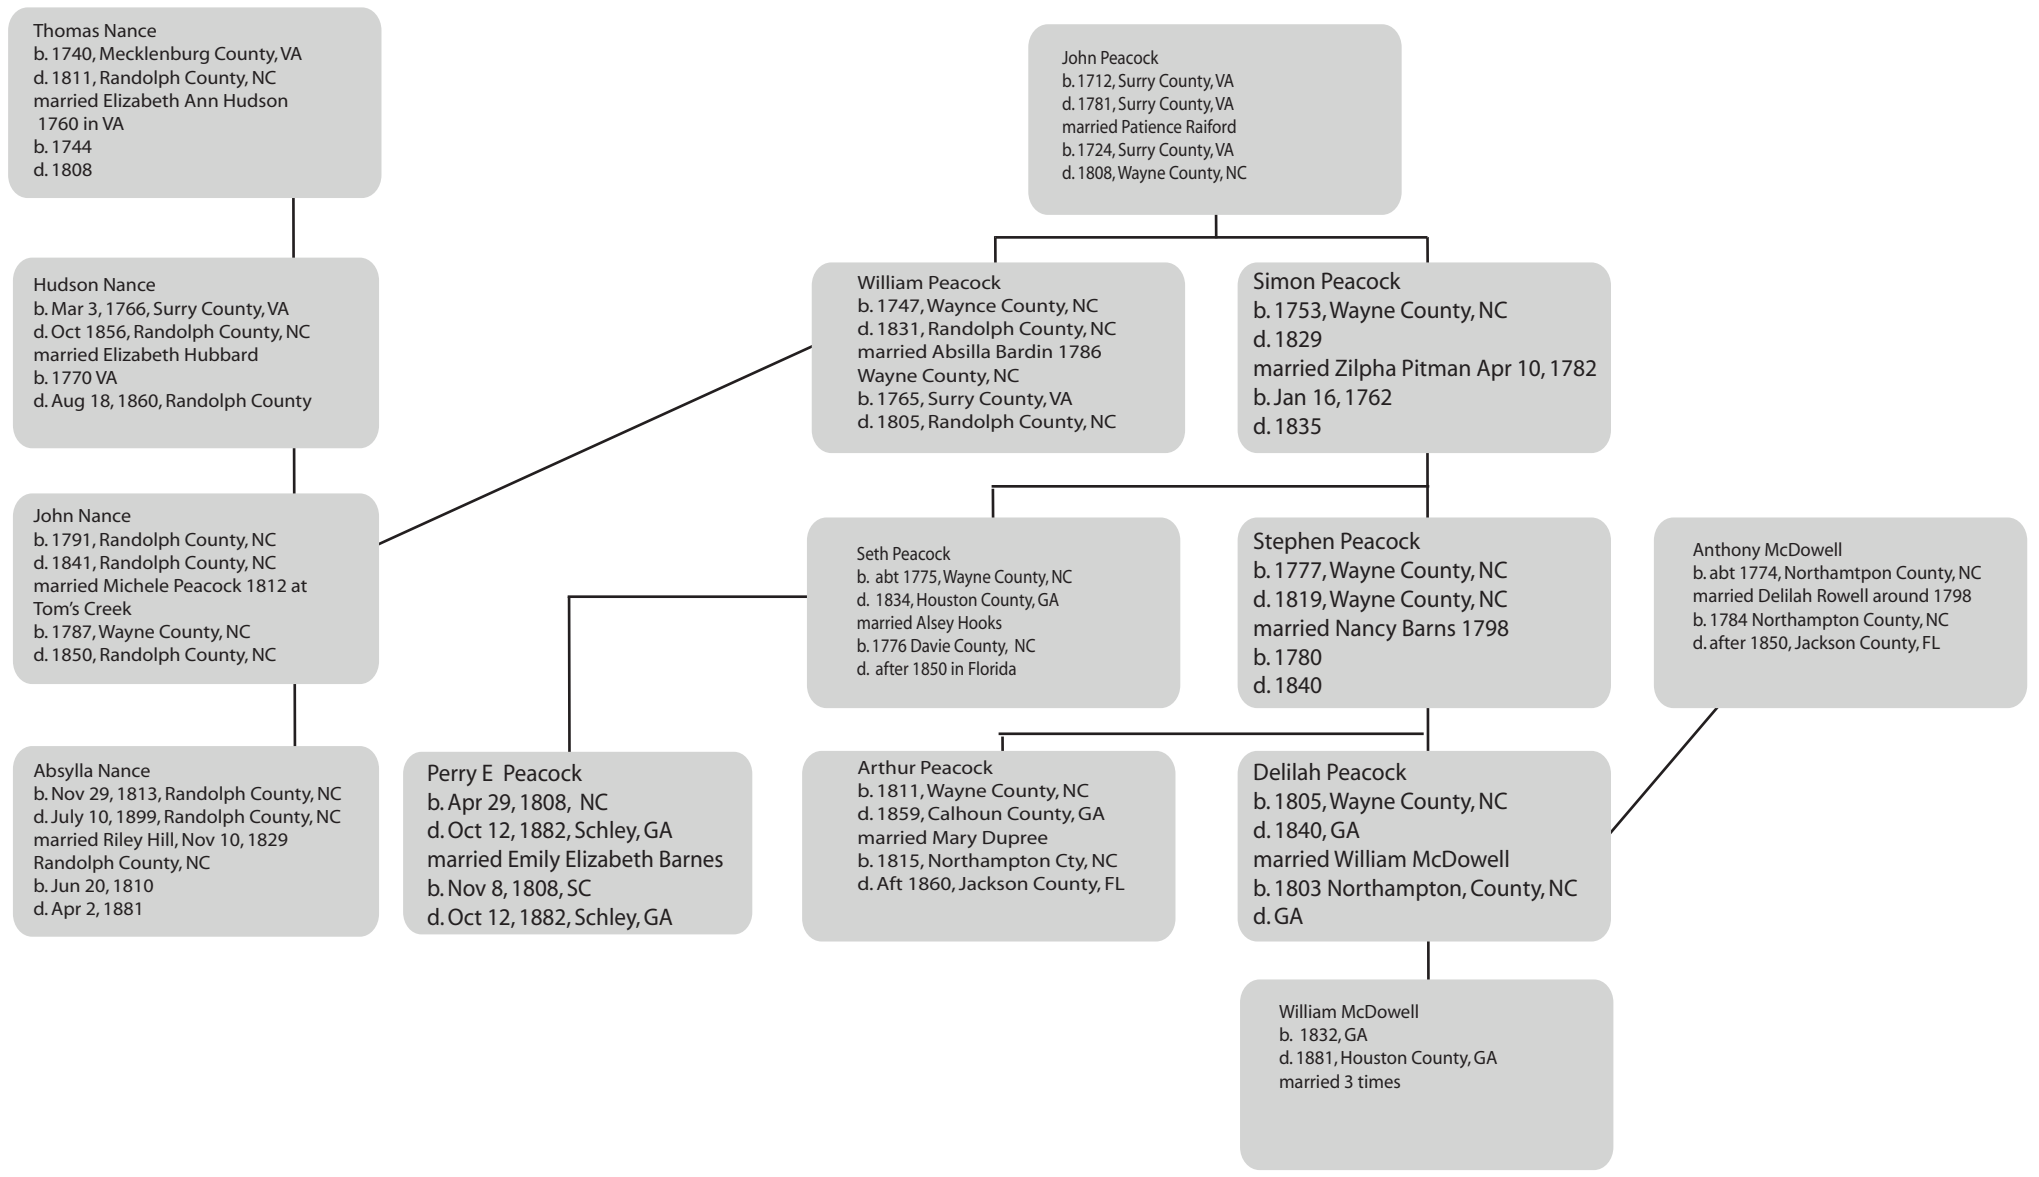 Thomas Nance
b. 1740, Mecklenburg County, VA
d. 1811, Randolph County, NC
married Elizabeth Ann Hudson
1760 in VA
b. 1744
d. 1808
John Peacock
b. 1712, Surry County, VA
d. 1781, Surry County, VA
married Patience Raiford
b. 1724, Surry County, VA
d. 1808, Wayne County, NC
Hudson Nance
b. Mar 3, 1766, Surry County, VA
d. Oct 1856, Randolph County, NC
married Elizabeth Hubbard
b. 1770 VA
d. Aug 18, 1860, Randolph County
William Peacock
b. 1747, Waynce County, NC
d. 1831, Randolph County, NC
married Absilla Bardin 1786
Wayne County, NC
b. 1765, Surry County, VA
d. 1805, Randolph County, NC
Simon Peacock
b. 1753, Wayne County, NC
d. 1829
married Zilpha Pitman Apr 10, 1782
b. Jan 16, 1762
d. 1835
John Nance
b. 1791, Randolph County, NC
d. 1841, Randolph County, NC
married Michele Peacock 1812 at
Tom's Creek
b. 1787, Wayne County, NC
d. 1850, Randolph County, NC
Seth Peacock
b. abt 1775, Wayne County, NC
d. 1834, Houston County, GA
married Alsey Hooks
b. 1776 Davie County, NC
d. after 1850 in Florida
Stephen Peacock
b. 1777, Wayne County, NC
d. 1819, Wayne County, NC
married Nancy Barns 1798
b. 1780
d. 1840
Anthony McDowell
b. abt 1774, Northamtpon County, NC
married Delilah Rowell around 1798
b. 1784 Northampton County, NC
d. after 1850, Jackson County, FL
Absylla Nance
b. Nov 29, 1813, Randolph County, NC
d. July 10, 1899, Randolph County, NC
married Riley Hill, Nov 10, 1829
Randolph County, NC
b. Jun 20, 1810
d. Apr 2, 1881
Perry E Peacock
b. Apr 29, 1808, NC
d. Oct 12, 1882, Schley, GA
married Emily Elizabeth Barnes
b. Nov 8, 1808, SC
d. Oct 12, 1882, Schley, GA
Arthur Peacock
b. 1811, Wayne County, NC
d. 1859, Calhoun County, GA
married Mary Dupree
b. 1815, Northampton Cty, NC
d. Aft 1860, Jackson County, FL
Delilah Peacock
b. 1805, Wayne County, NC
d. 1840, GA
married William McDowell
b. 1803 Northampton, County, NC
d. GA
William McDowell
b. 1832, GA
d. 1881, Houston County, GA
married 3 times